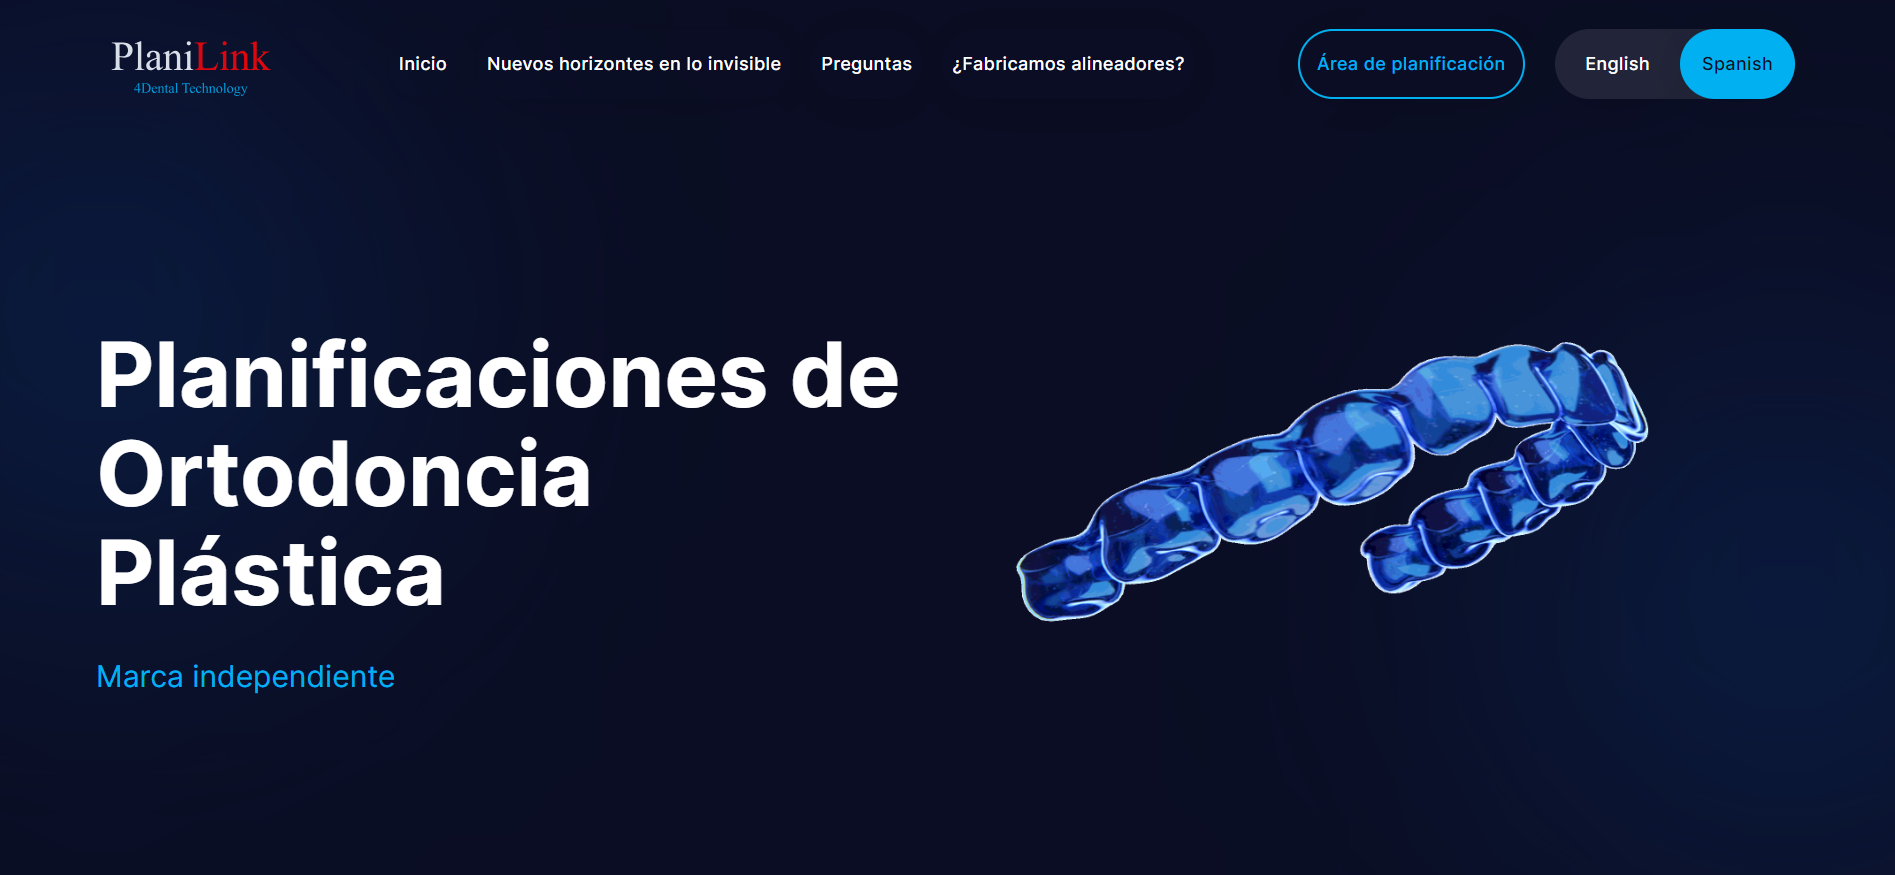 PlaniLink
4Dental Technology
Inicio
Nuevos horizontes en lo invisible
Preguntas
¿Fabricamos alineadores?
Área de planificación
English
Spanish
Planificaciones de
Ortodoncia
Plástica
Marca independiente